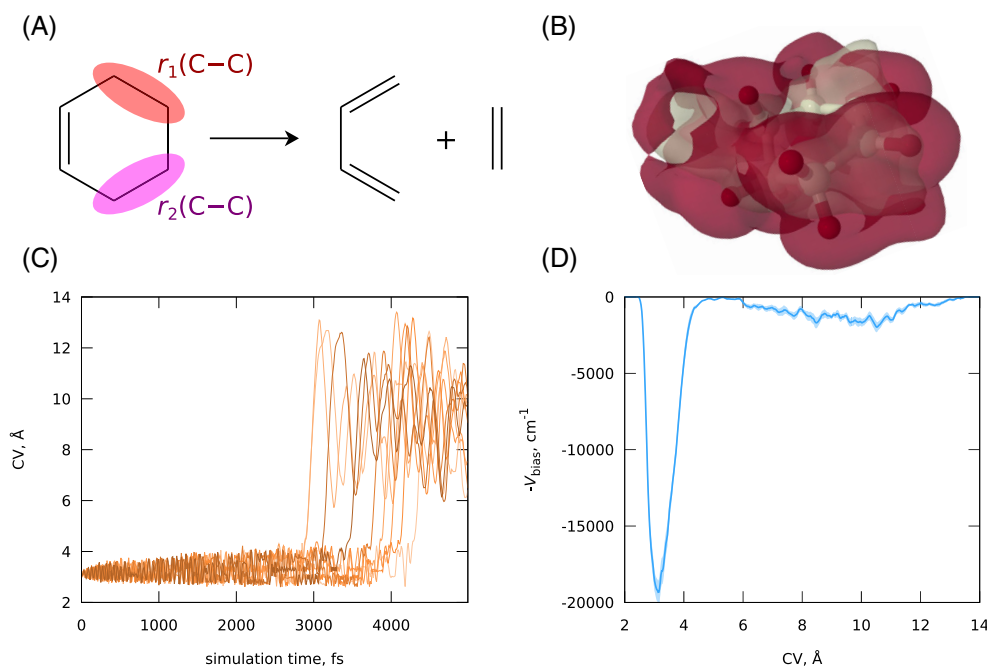 (A)
r1(C−C)
+
r2(C−C)
(B)
(C)
14
12
10
8
6
4
2
CV, Å
0
1000
2000
3000
4000
simulation time, fs
(D)
0
-5000
-10000
-15000
-20000
-Vbias, cm-1
2
4
6
8
10
12
14
CV, Å